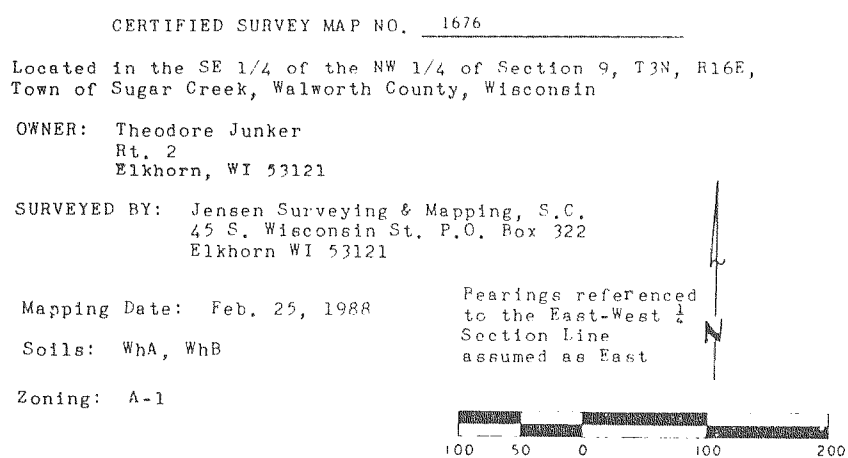 CERTIFIED SURVEY MAP NO. 1676
Located in the SE 1/4 of the NW 1/4 of Section 9, T3N, R16E,
Town of Sugar Creek, Walworth County, Wisconsin
OWNER: Theodore Junker
Rt. 2
Elkhorn, WI 53121
SURVEYED BY: Jensen Surveying & Mapping, S.C.
45 S. Wisconsin St. P.O. Box 322
Elkhorn WI 53121
Mapping Date: Feb. 25, 1988
Soils: WhA, WhB
Zoning: A-1
Bearings referenced
to the East-West 1/4
Section Line
assumed as East
N
100 50 0 100 200